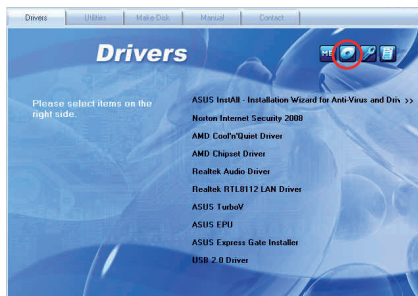 Drivers Utilities Make Disk Manual Contact
Drivers
ME
Please select items on the
right side.
ASUS InstAll - Installation Wizard for Anti-Virus and Driv >>
Norton Internet Security 2008
AMD Cool'n'Quiet Driver
AMD Chipset Driver
Realtek Audio Driver
Realtek RTL8112 LAN Driver
ASUS TurboV
ASUS EPU
ASUS Express Gate Installer
USB 2.0 Driver